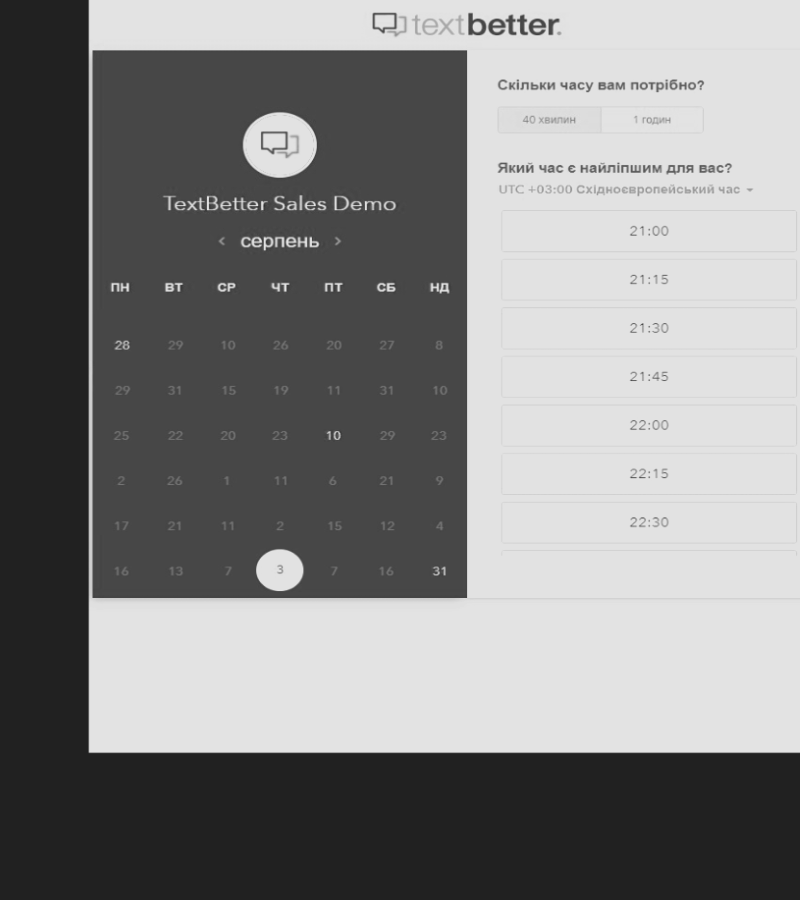 textbetter.
TextBetter Sales Demo
< серпень >
ПН ВТ СР ЧТ ПТ СБ НД
28 29 10 26 20 27 8
29 31 15 19 11 31 10
25 22 20 23 10 29 23
2 26 1 11 6 21 9
17 21 11 2 15 12 4
16 13 7 3 7 16 31
Скільки часу вам потрібно?
40 хвилин 1 годин
Який час є найліпшим для вас?
UTC +03:00 Східноєвропейський час
21:00
21:15
21:30
21:45
22:00
22:15
22:30